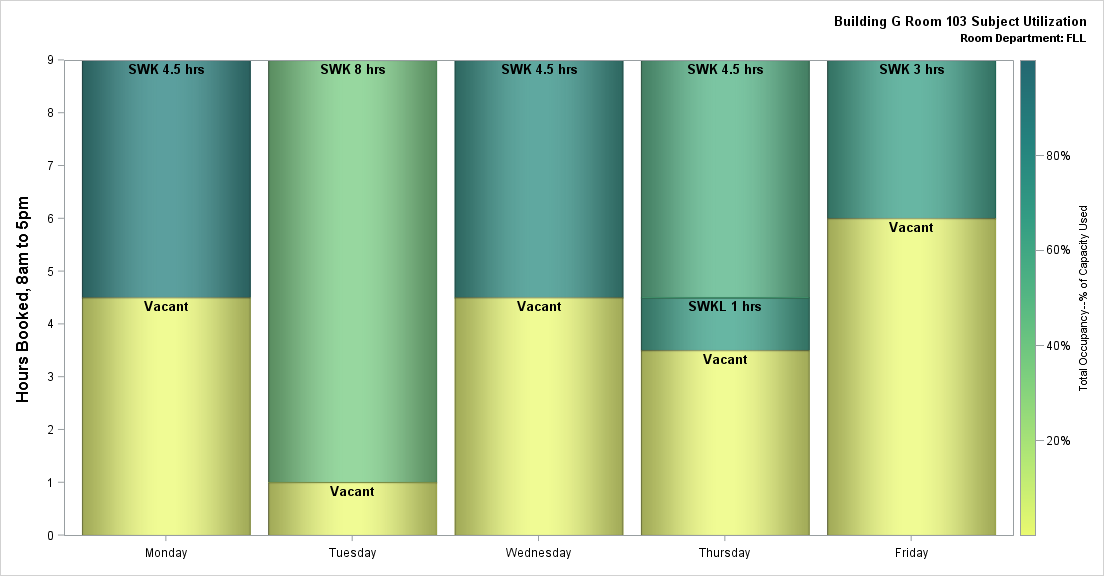 Building G Room 103 Subject Utilization
Room Department: FLL
Hours Booked, 8am to 5pm
9
8
7
6
5
4
3
2
1
0
SWK 4.5 hrs
Vacant
SWK 8 hrs
Vacant
SWK 4.5 hrs
Vacant
SWK 4.5 hrs
SWKL 1 hrs
Vacant
SWK 3 hrs
Vacant
Monday
Tuesday
Wednesday
Thursday
Friday
80%
60%
40%
20%
Total Occupancy--% of Capacity Used